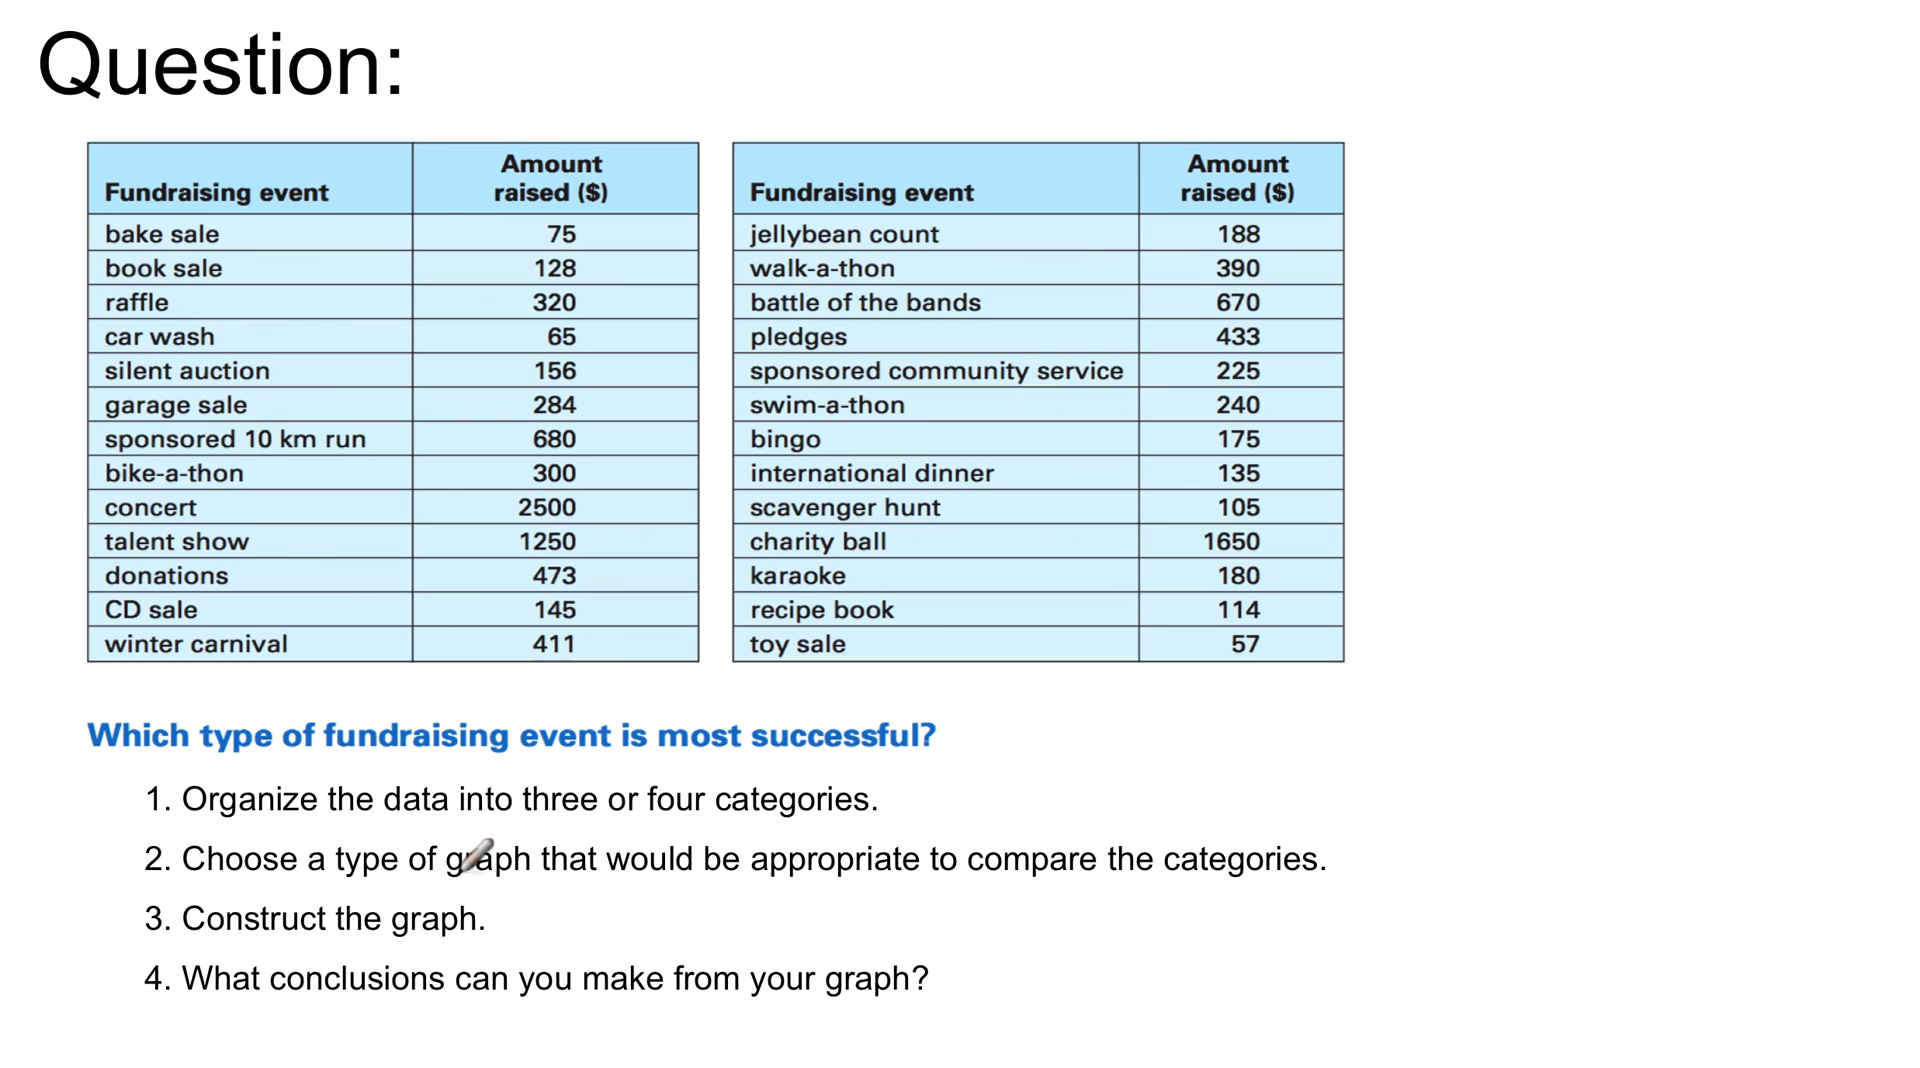 Question:
Fundraising event Amount raised ($)
bake sale 75
book sale 128
raffle 320
car wash 65
silent auction 156
garage sale 284
sponsored 10 km run 680
bike-a-thon 300
concert 2500
talent show 1250
donations 473
CD sale 145
winter carnival 411
Fundraising event Amount raised ($)
jellybean count 188
walk-a-thon 390
battle of the bands 670
pledges 433
sponsored community service 225
swim-a-thon 240
bingo 175
international dinner 135
scavenger hunt 105
charity ball 1650
karaoke 180
recipe book 114
toy sale 57
Which type of fundraising event is most successful?
1. Organize the data into three or four categories.
2. Choose a type of graph that would be appropriate to compare the categories.
3. Construct the graph.
4. What conclusions can you make from your graph?